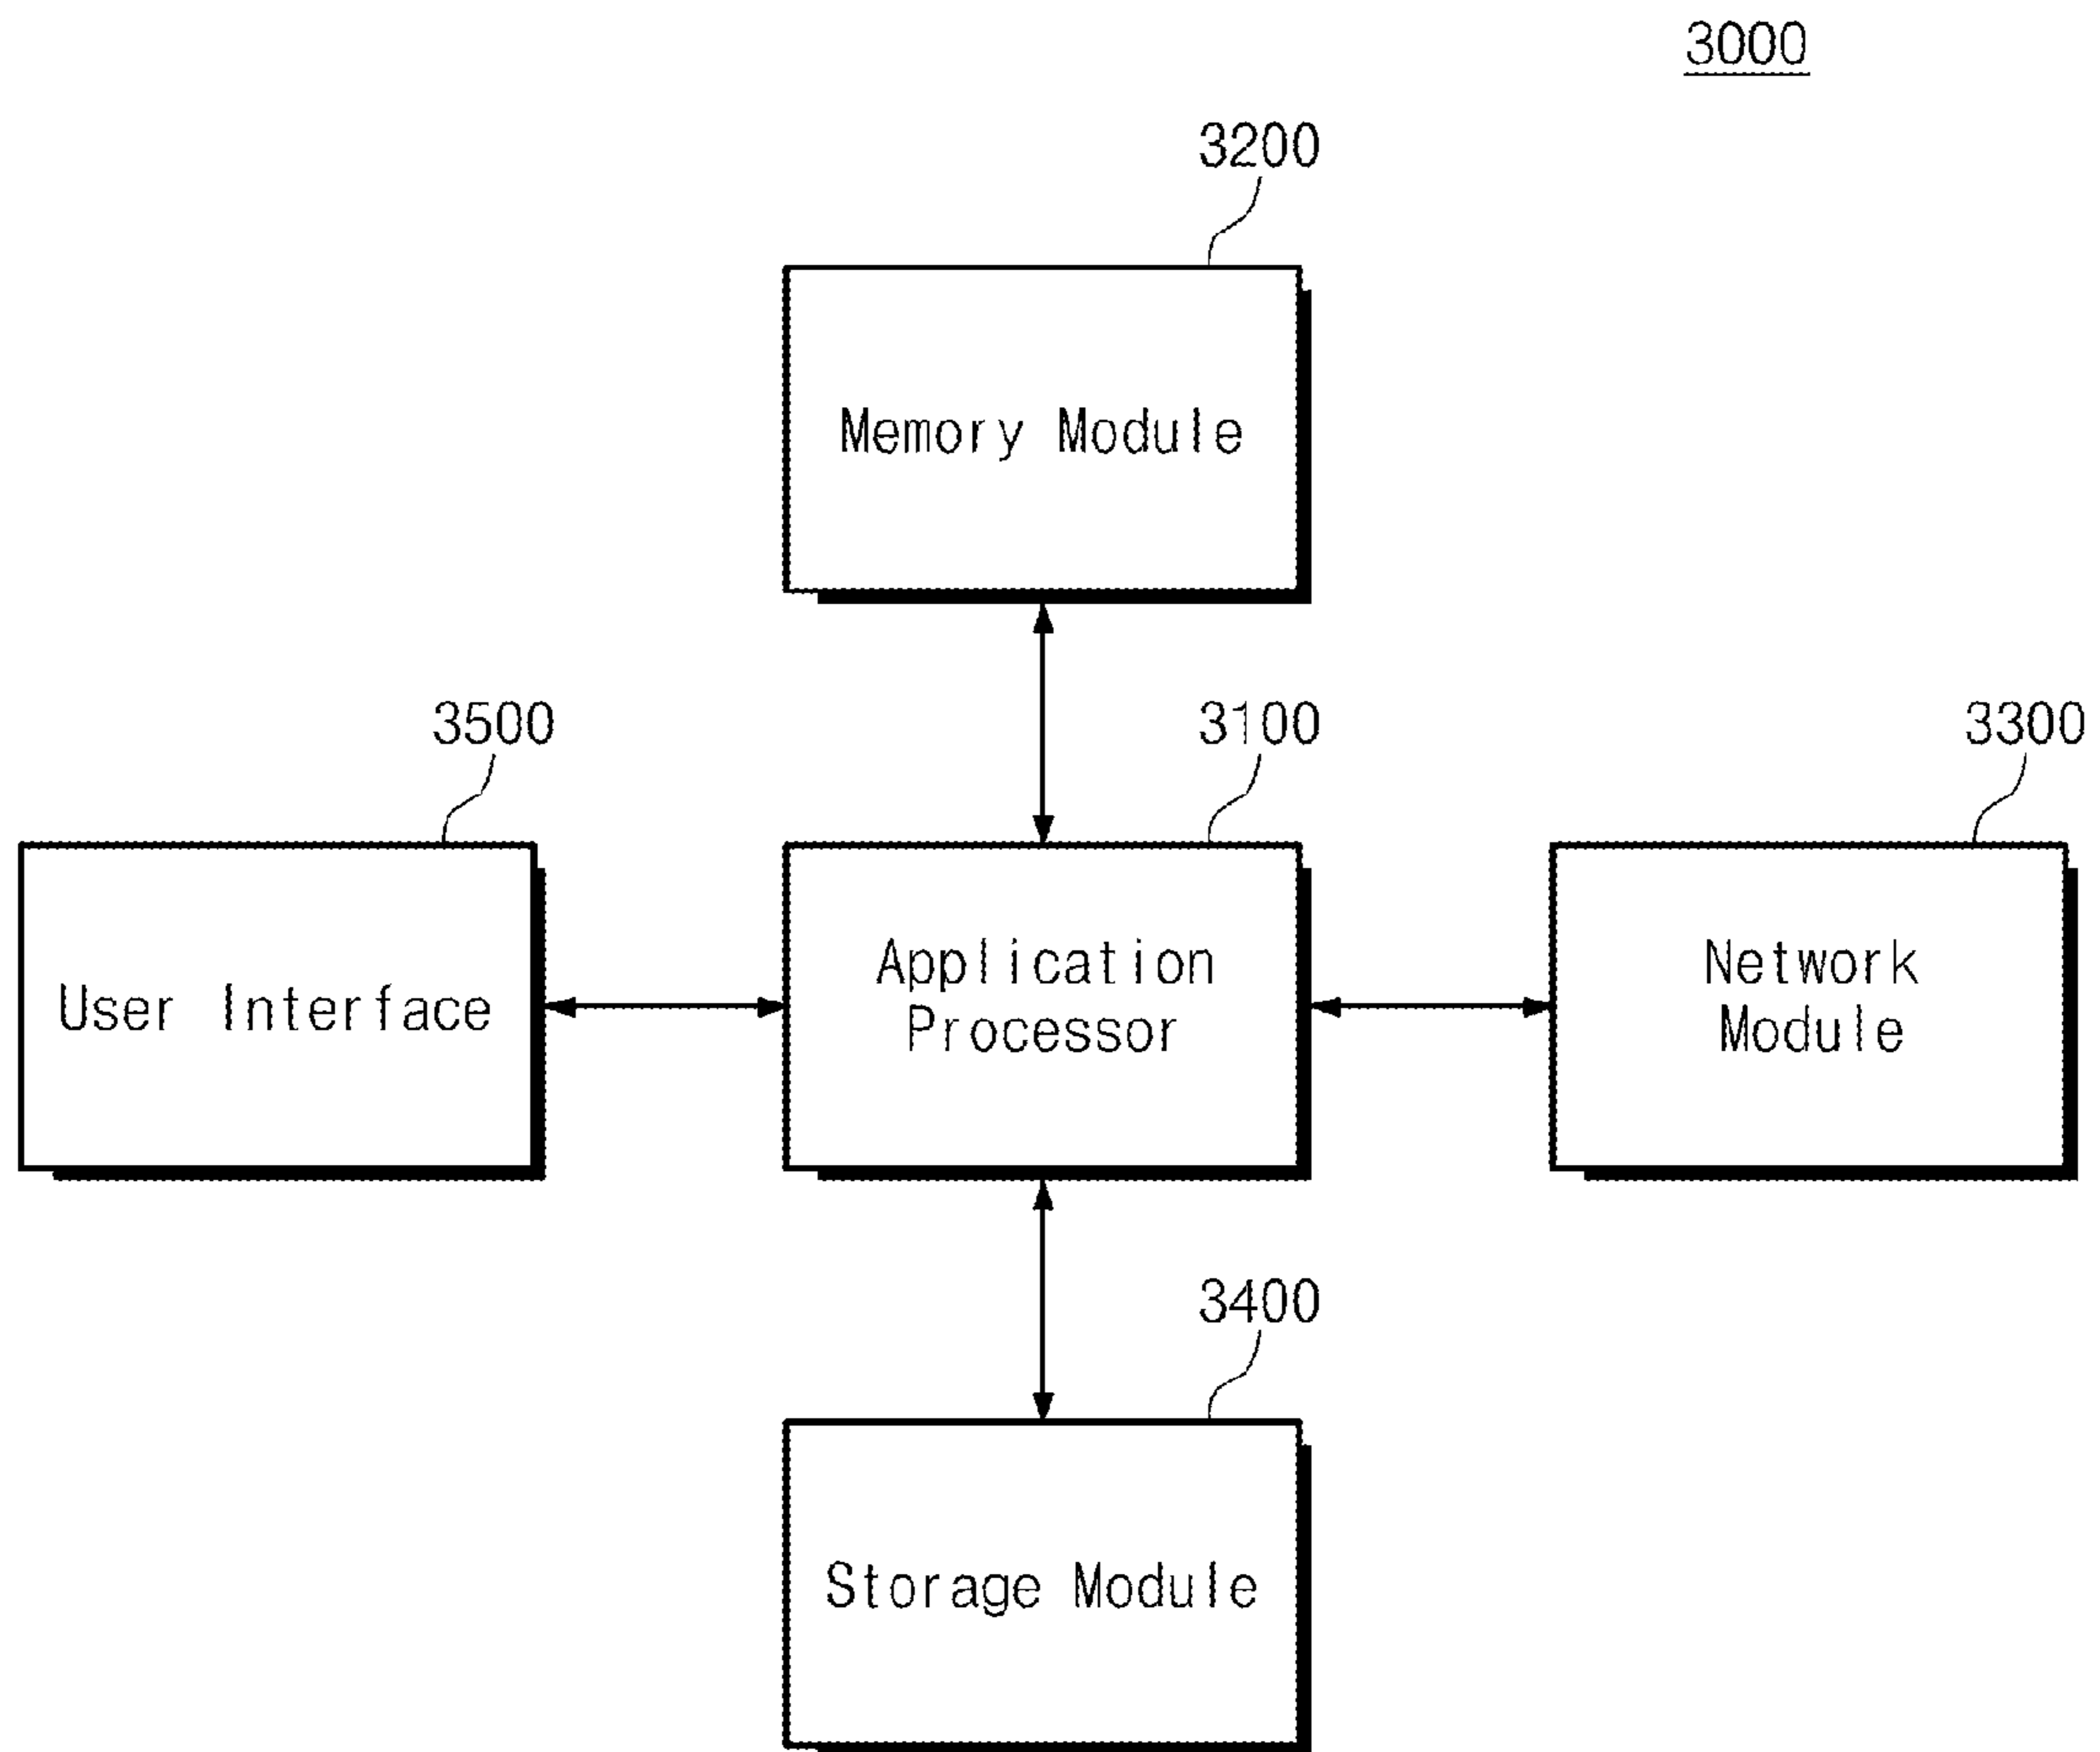 3000
3200
Memory Module
3500
3100
3300
User Interface
Application
Processor
Network
Module
3400
Storage Module